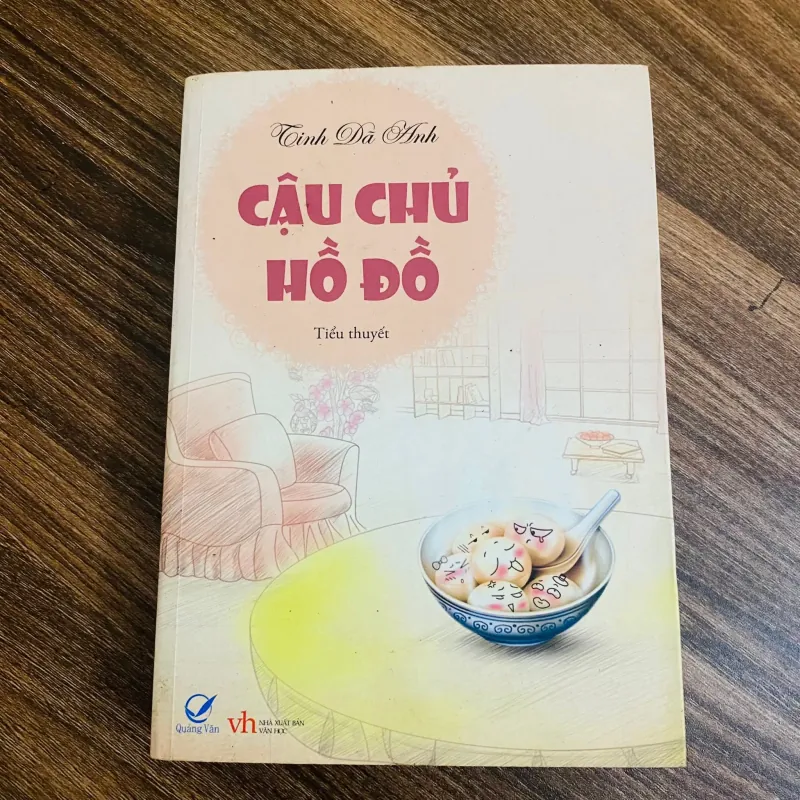 Tinh Dã Anh
CẬU CHỦ
HỒ ĐỒ
Tiểu thuyết
Quảng Văn
vh NHÀ XUẤT BẢN
VĂN HỌC